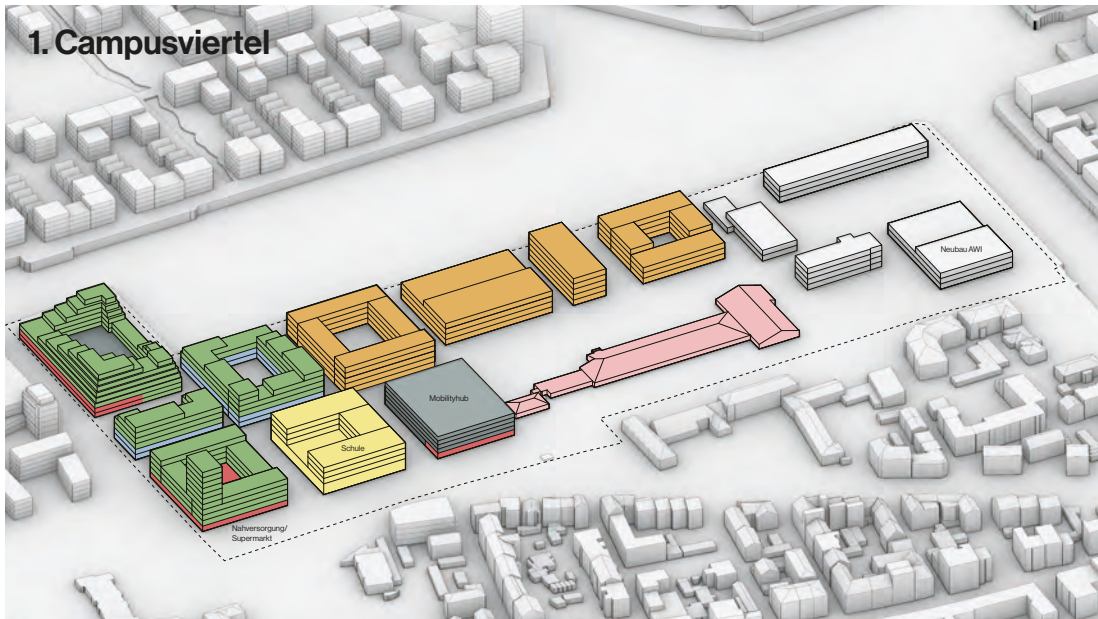 1. Campusviertel
Neubau AWI
Mobilityhub
Schule
Nahversorgung/
Supermarkt